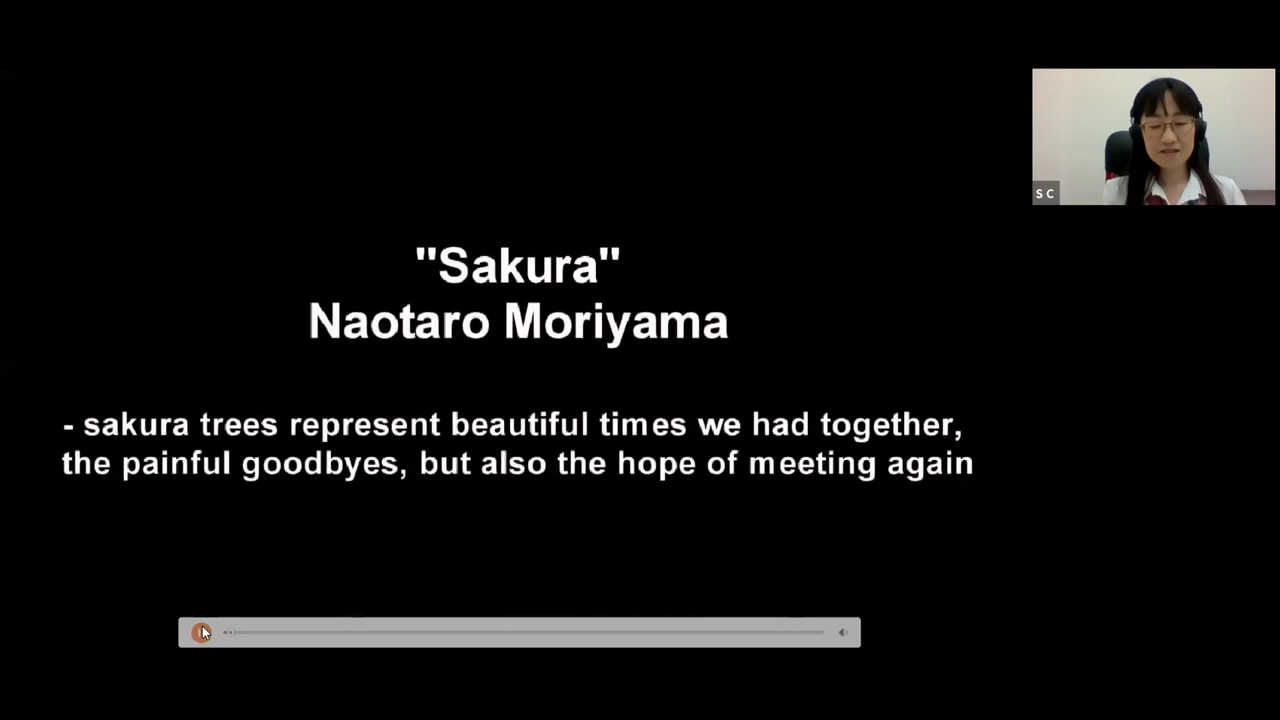 "Sakura"
Naotaro Moriyama
- sakura trees represent beautiful times we had together,
the painful goodbyes, but also the hope of meeting again
S C